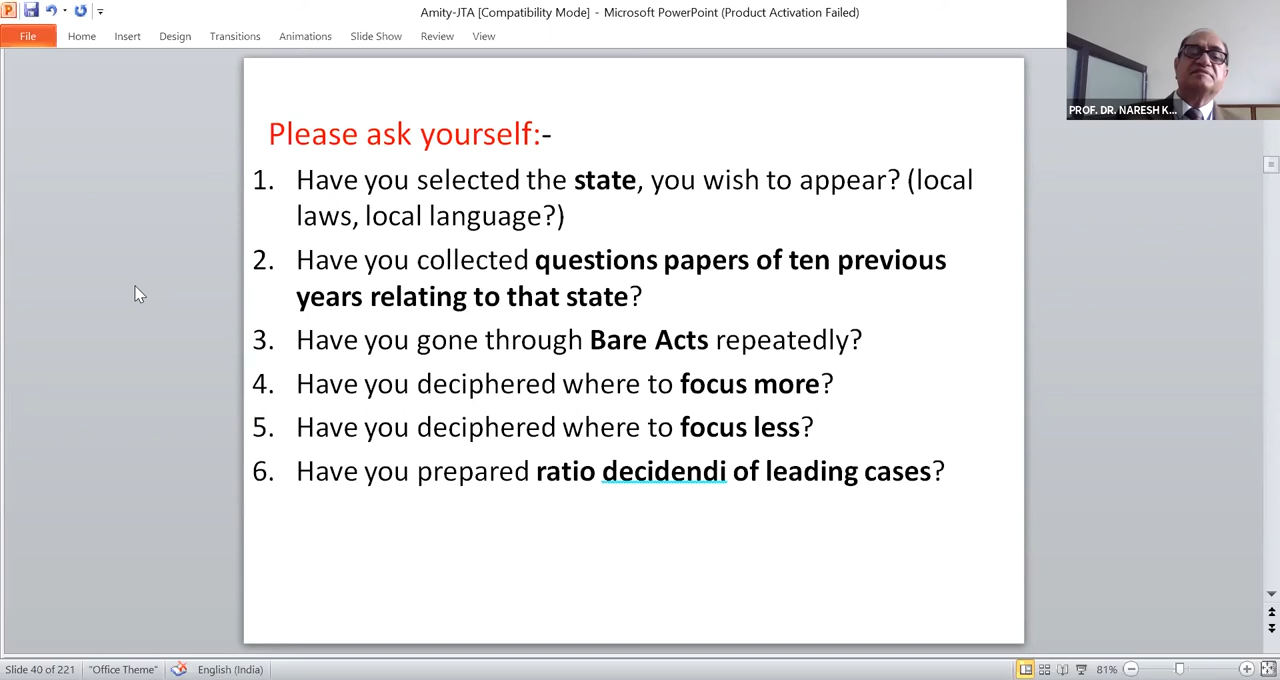 Amity-JTA [Compatibility Mode] - Microsoft PowerPoint (Product Activation Failed)
File Home Insert Design Transitions Animations Slide Show Review View
PROF. DR. NARESH K...
Please ask yourself:-
1. Have you selected the state, you wish to appear? (local
laws, local language?)
2. Have you collected questions papers of ten previous
years relating to that state?
3. Have you gone through Bare Acts repeatedly?
4. Have you deciphered where to focus more?
5. Have you deciphered where to focus less?
6. Have you prepared ratio decidendi of leading cases?
Slide 40 of 221 "Office Theme" English (India) 81%